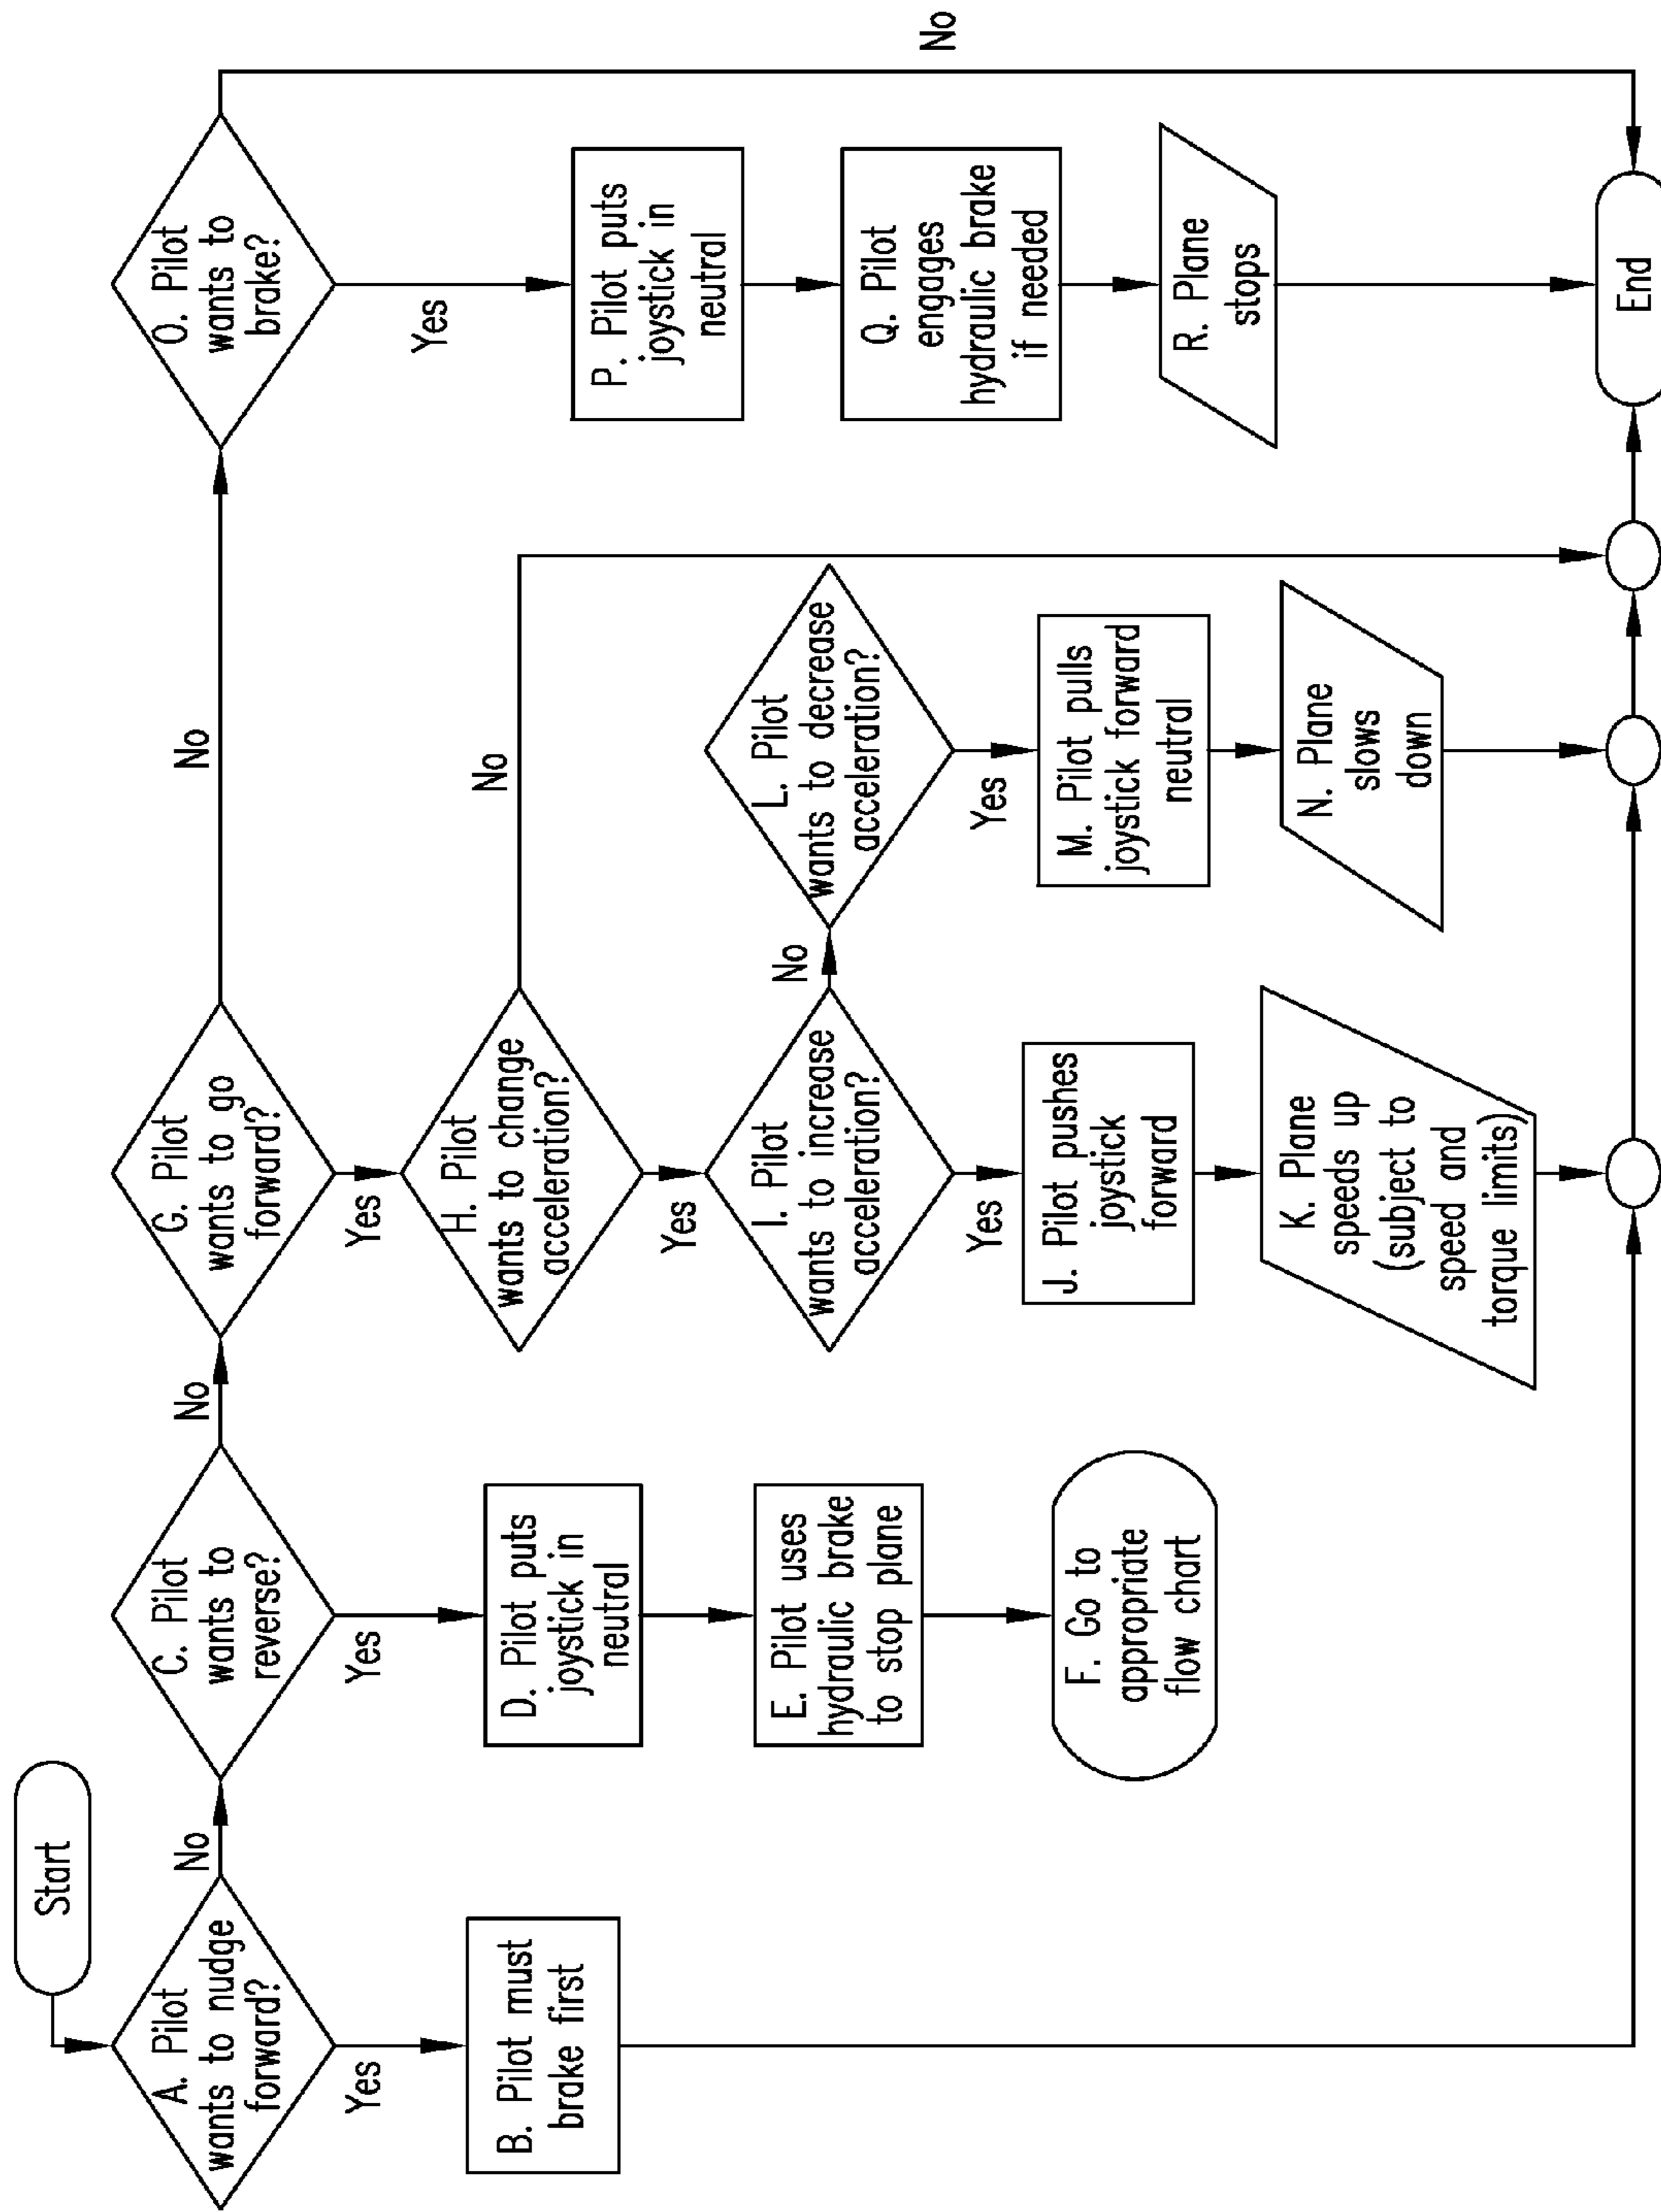 Start
A. Pilot
wants to nudge
forward?
No
Yes
B. Pilot must
brake first
C. Pilot
wants to
reverse?
No
Yes
D. Pilot puts
joystick in
neutral
E. Pilot uses
hydraulic brake
to stop plane
F. Go to
appropriate
flow chart
G. Pilot
wants to go
forward?
No
Yes
H. Pilot
wants to change
acceleration?
No
Yes
I. Pilot
wants to increase
acceleration?
No
Yes
J. Pilot pushes
joystick
forward
K. Plane
speeds up
(subject to
speed and
torque limits)
L. Pilot
wants to decrease
acceleration?
Yes
M. Pilot pulls
joystick forward
neutral
N. Plane
slows
down
O. Pilot
wants to
brake?
No
Yes
P. Pilot puts
joystick in
neutral
Q. Pilot
engages
hydraulic brake
if needed
R. Plane
stops
End